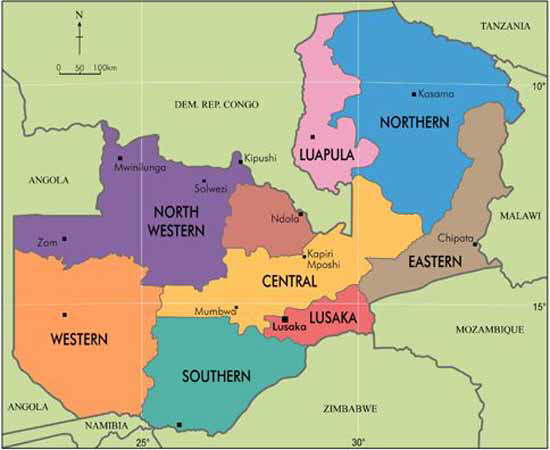 TANZANIA
N
0 50 100km
10°
Kasama
DEM. REP. CONGO
NORTHERN
LUAPULA
Kipushi
Mwinilunga
ANGOLA
Solwezi
NORTH
WESTERN
Ndola
MALAWI
Zam
Chipata
Kapiri
Mposhi
EASTERN
CENTRAL
15°
Mumbwa
LUSAKA
Lusaka
MOZAMBIQUE
WESTERN
SOUTHERN
ANGOLA
ZIMBABWE
NAMIBIA
25°
30°